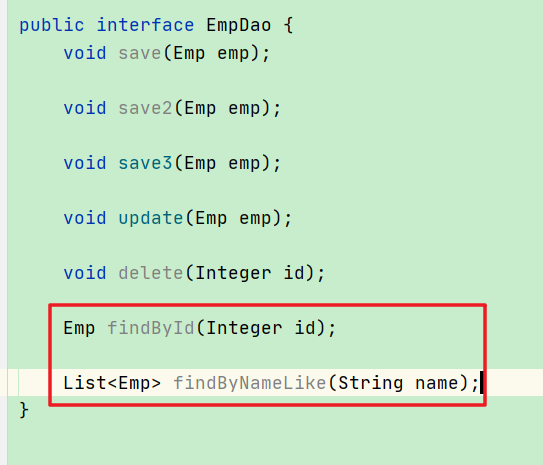 public interface EmpDao {
void save(Emp emp);
void save2(Emp emp);
void save3(Emp emp);
void update(Emp emp);
void delete(Integer id);
Emp findById(Integer id);
List<Emp> findByNameLike(String name);
}